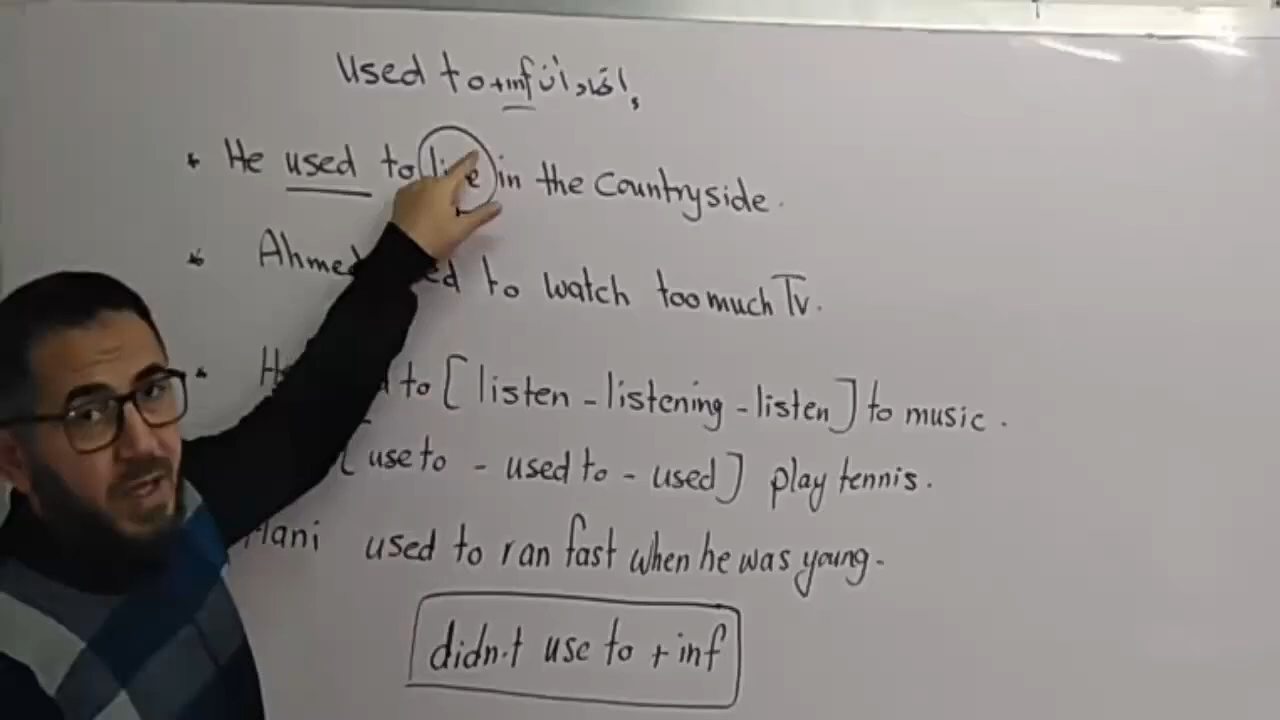 used to +inf اعتاد أن
* He used to live in the countryside.
* Ahmed used to watch too much Tv.
* to [listen - listening - listen] to music.
[use to - used to - used] play tennis.
Hani used to ran fast when he was young.
didn't use to + inf